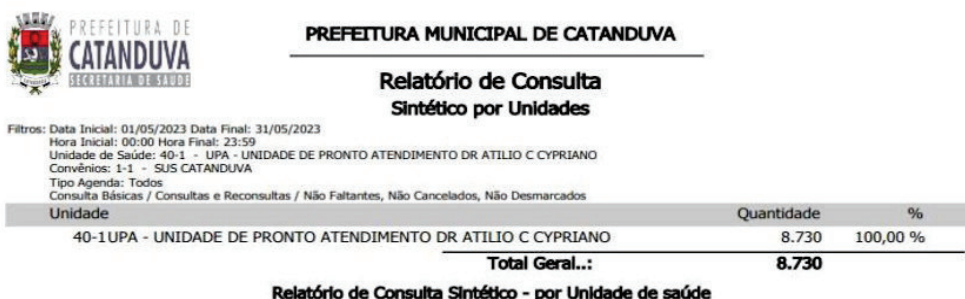 PREFEITURA DE
CATANDUVA
SECRETARIA DE SAÚDE
PREFEITURA MUNICIPAL DE CATANDUVA
Relatório de Consulta
Sintético por Unidades
Filtros: Data Inicial: 01/05/2023 Data Final: 31/05/2023
Hora Inicial: 00:00 Hora Final: 23:59
Unidade de Saúde: 40-1 - UPA - UNIDADE DE PRONTO ATENDIMENTO DR ATILIO C CYPRIANO
Convênios: 1-1 - SUS CATANDUVA
Tipo Agenda: Todos
Consulta Básicas / Consultas e Reconsultas / Não Faltantes, Não Cancelados, Não Desmarcados
Unidade Quantidade %
40-1UPA - UNIDADE DE PRONTO ATENDIMENTO DR ATILIO C CYPRIANO 8.730 100,00 %
Total Geral..: 8.730
Relatório de Consulta Sintético - por Unidade de saúde